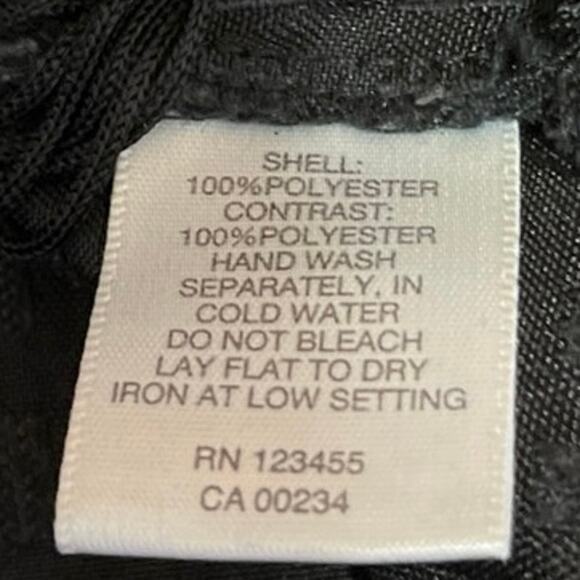 SHELL:
100%POLYESTER
CONTRAST:
100%POLYESTER
HAND WASH
SEPARATELY, IN
COLD WATER
DO NOT BLEACH
LAY FLAT TO DRY
IRON AT LOW SETTING
RN 123455
CA 00234